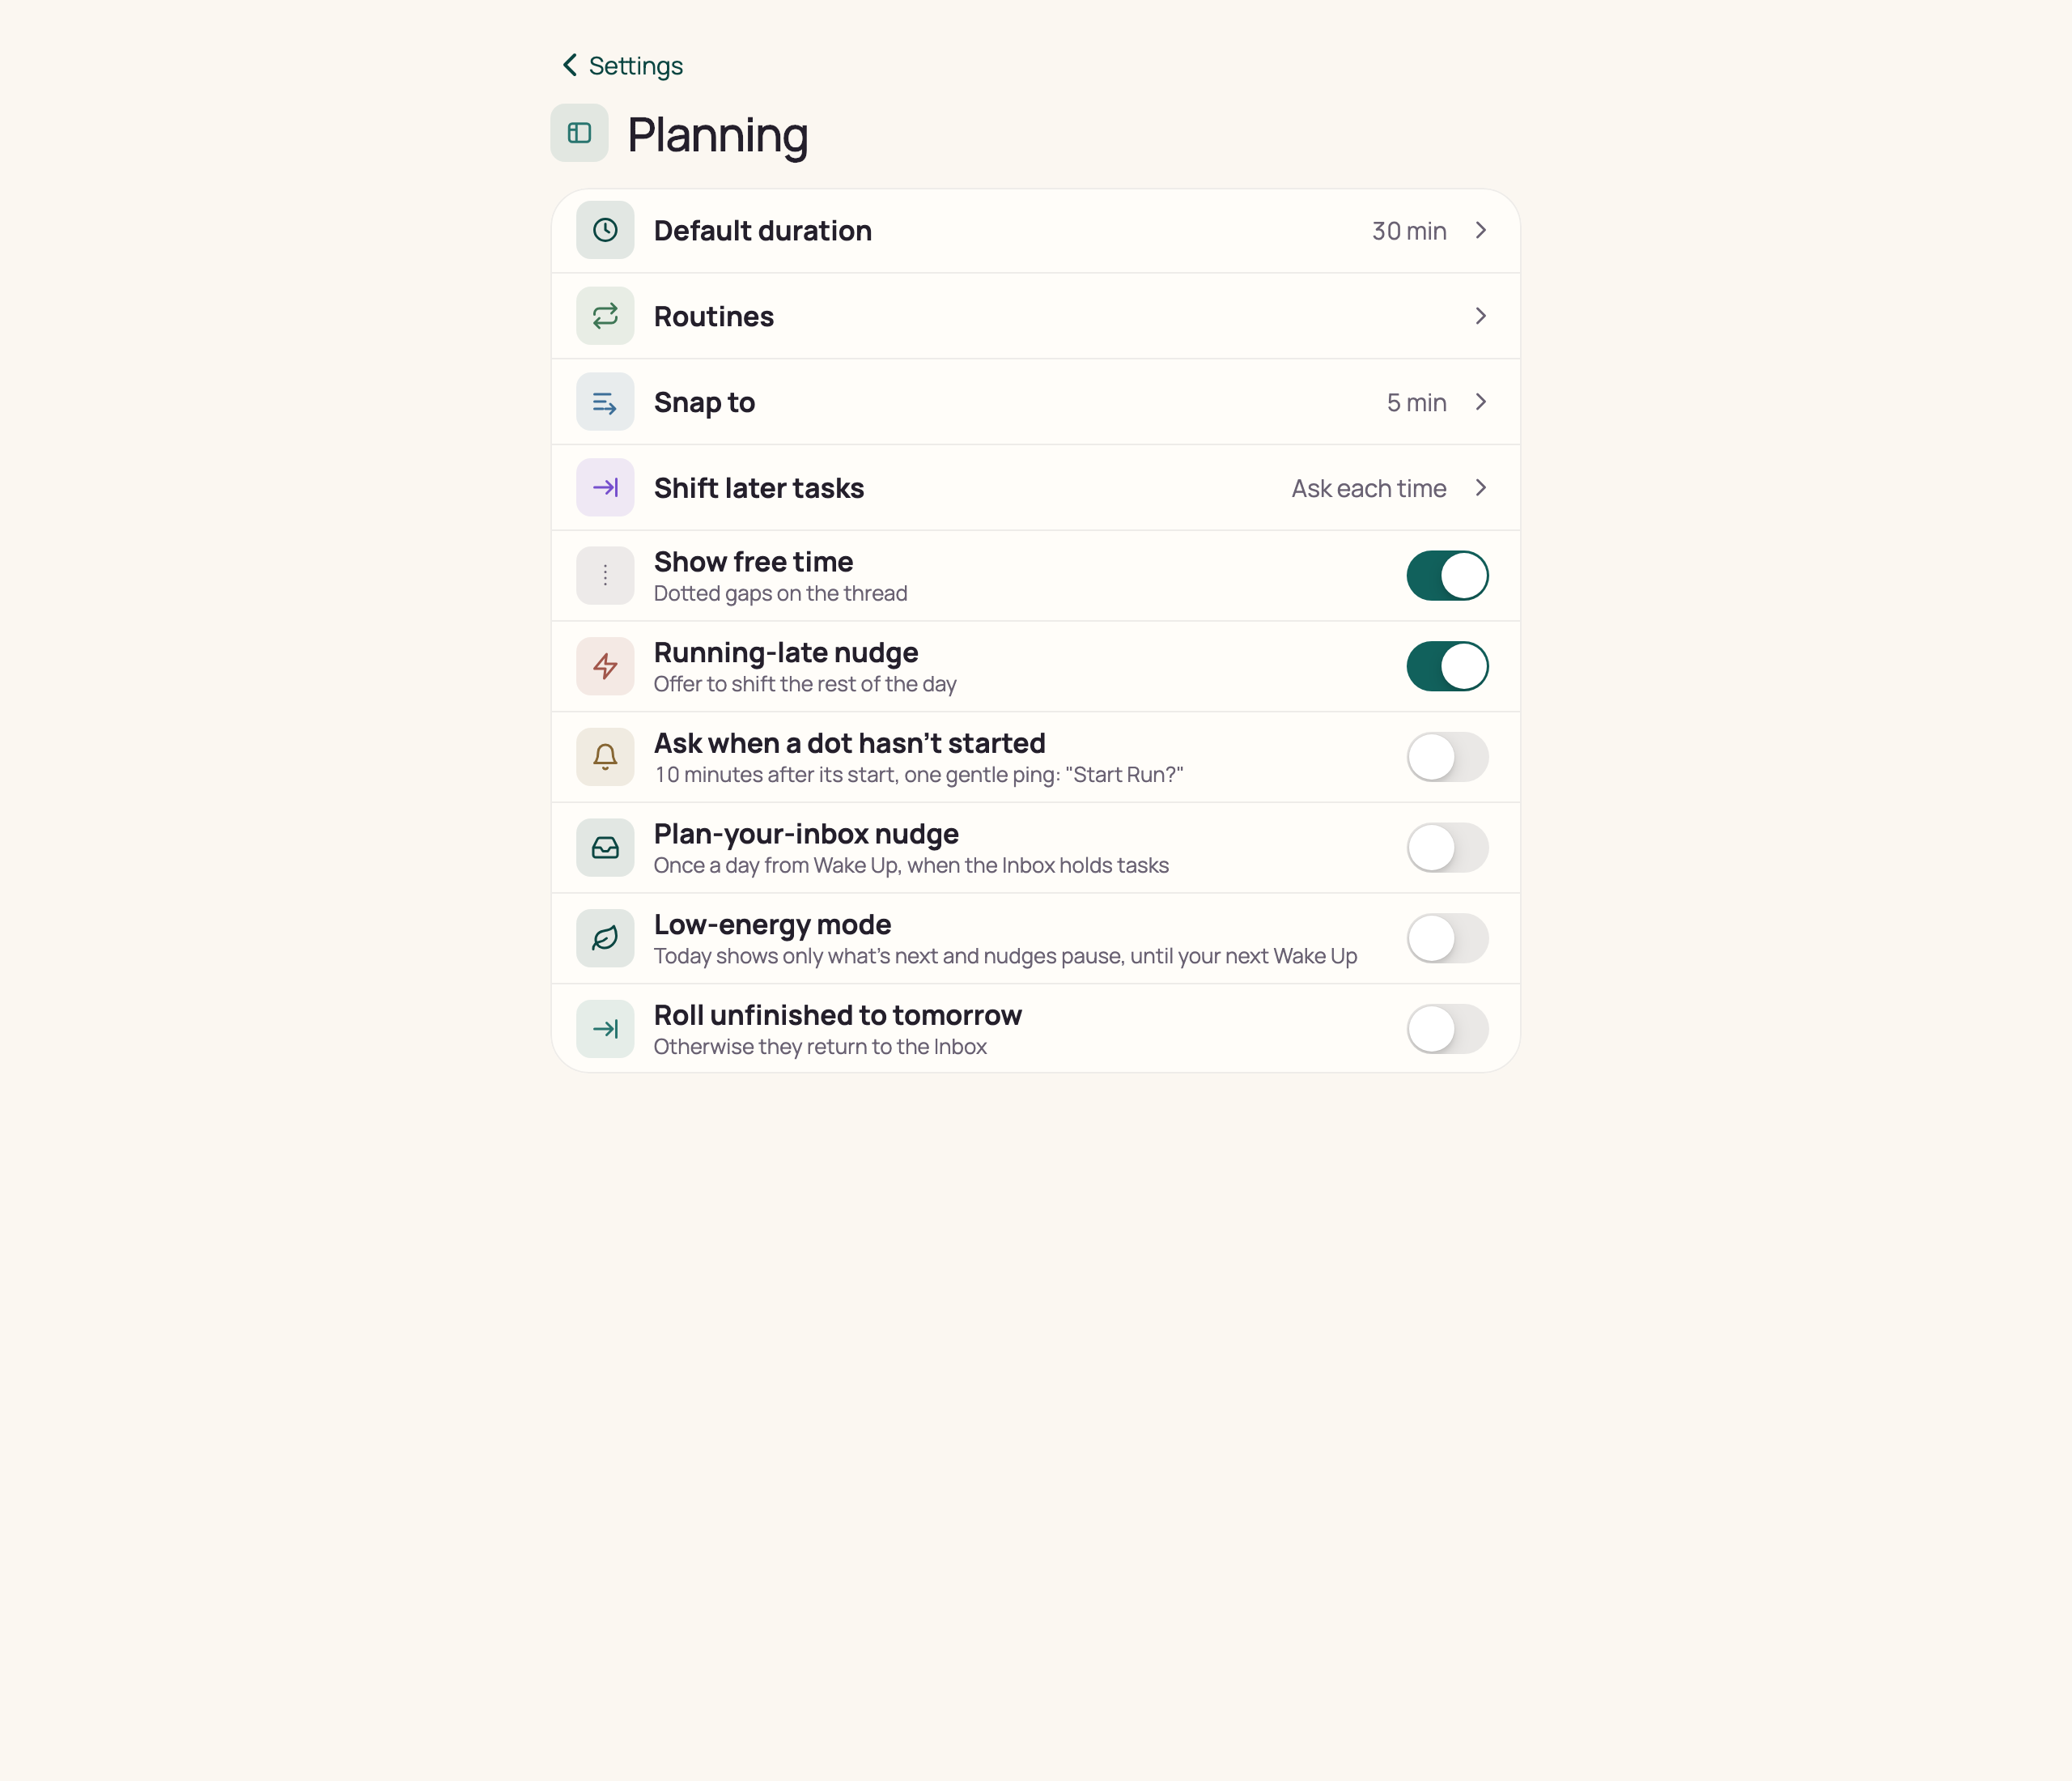 Settings
Planning
Default duration 30 min
Routines
Snap to 5 min
Shift later tasks Ask each time
Show free time
Dotted gaps on the thread
Running-late nudge
Offer to shift the rest of the day
Ask when a dot hasn’t started
10 minutes after its start, one gentle ping: "Start Run?"
Plan-your-inbox nudge
Once a day from Wake Up, when the Inbox holds tasks
Low-energy mode
Today shows only what’s next and nudges pause, until your next Wake Up
Roll unfinished to tomorrow
Otherwise they return to the Inbox